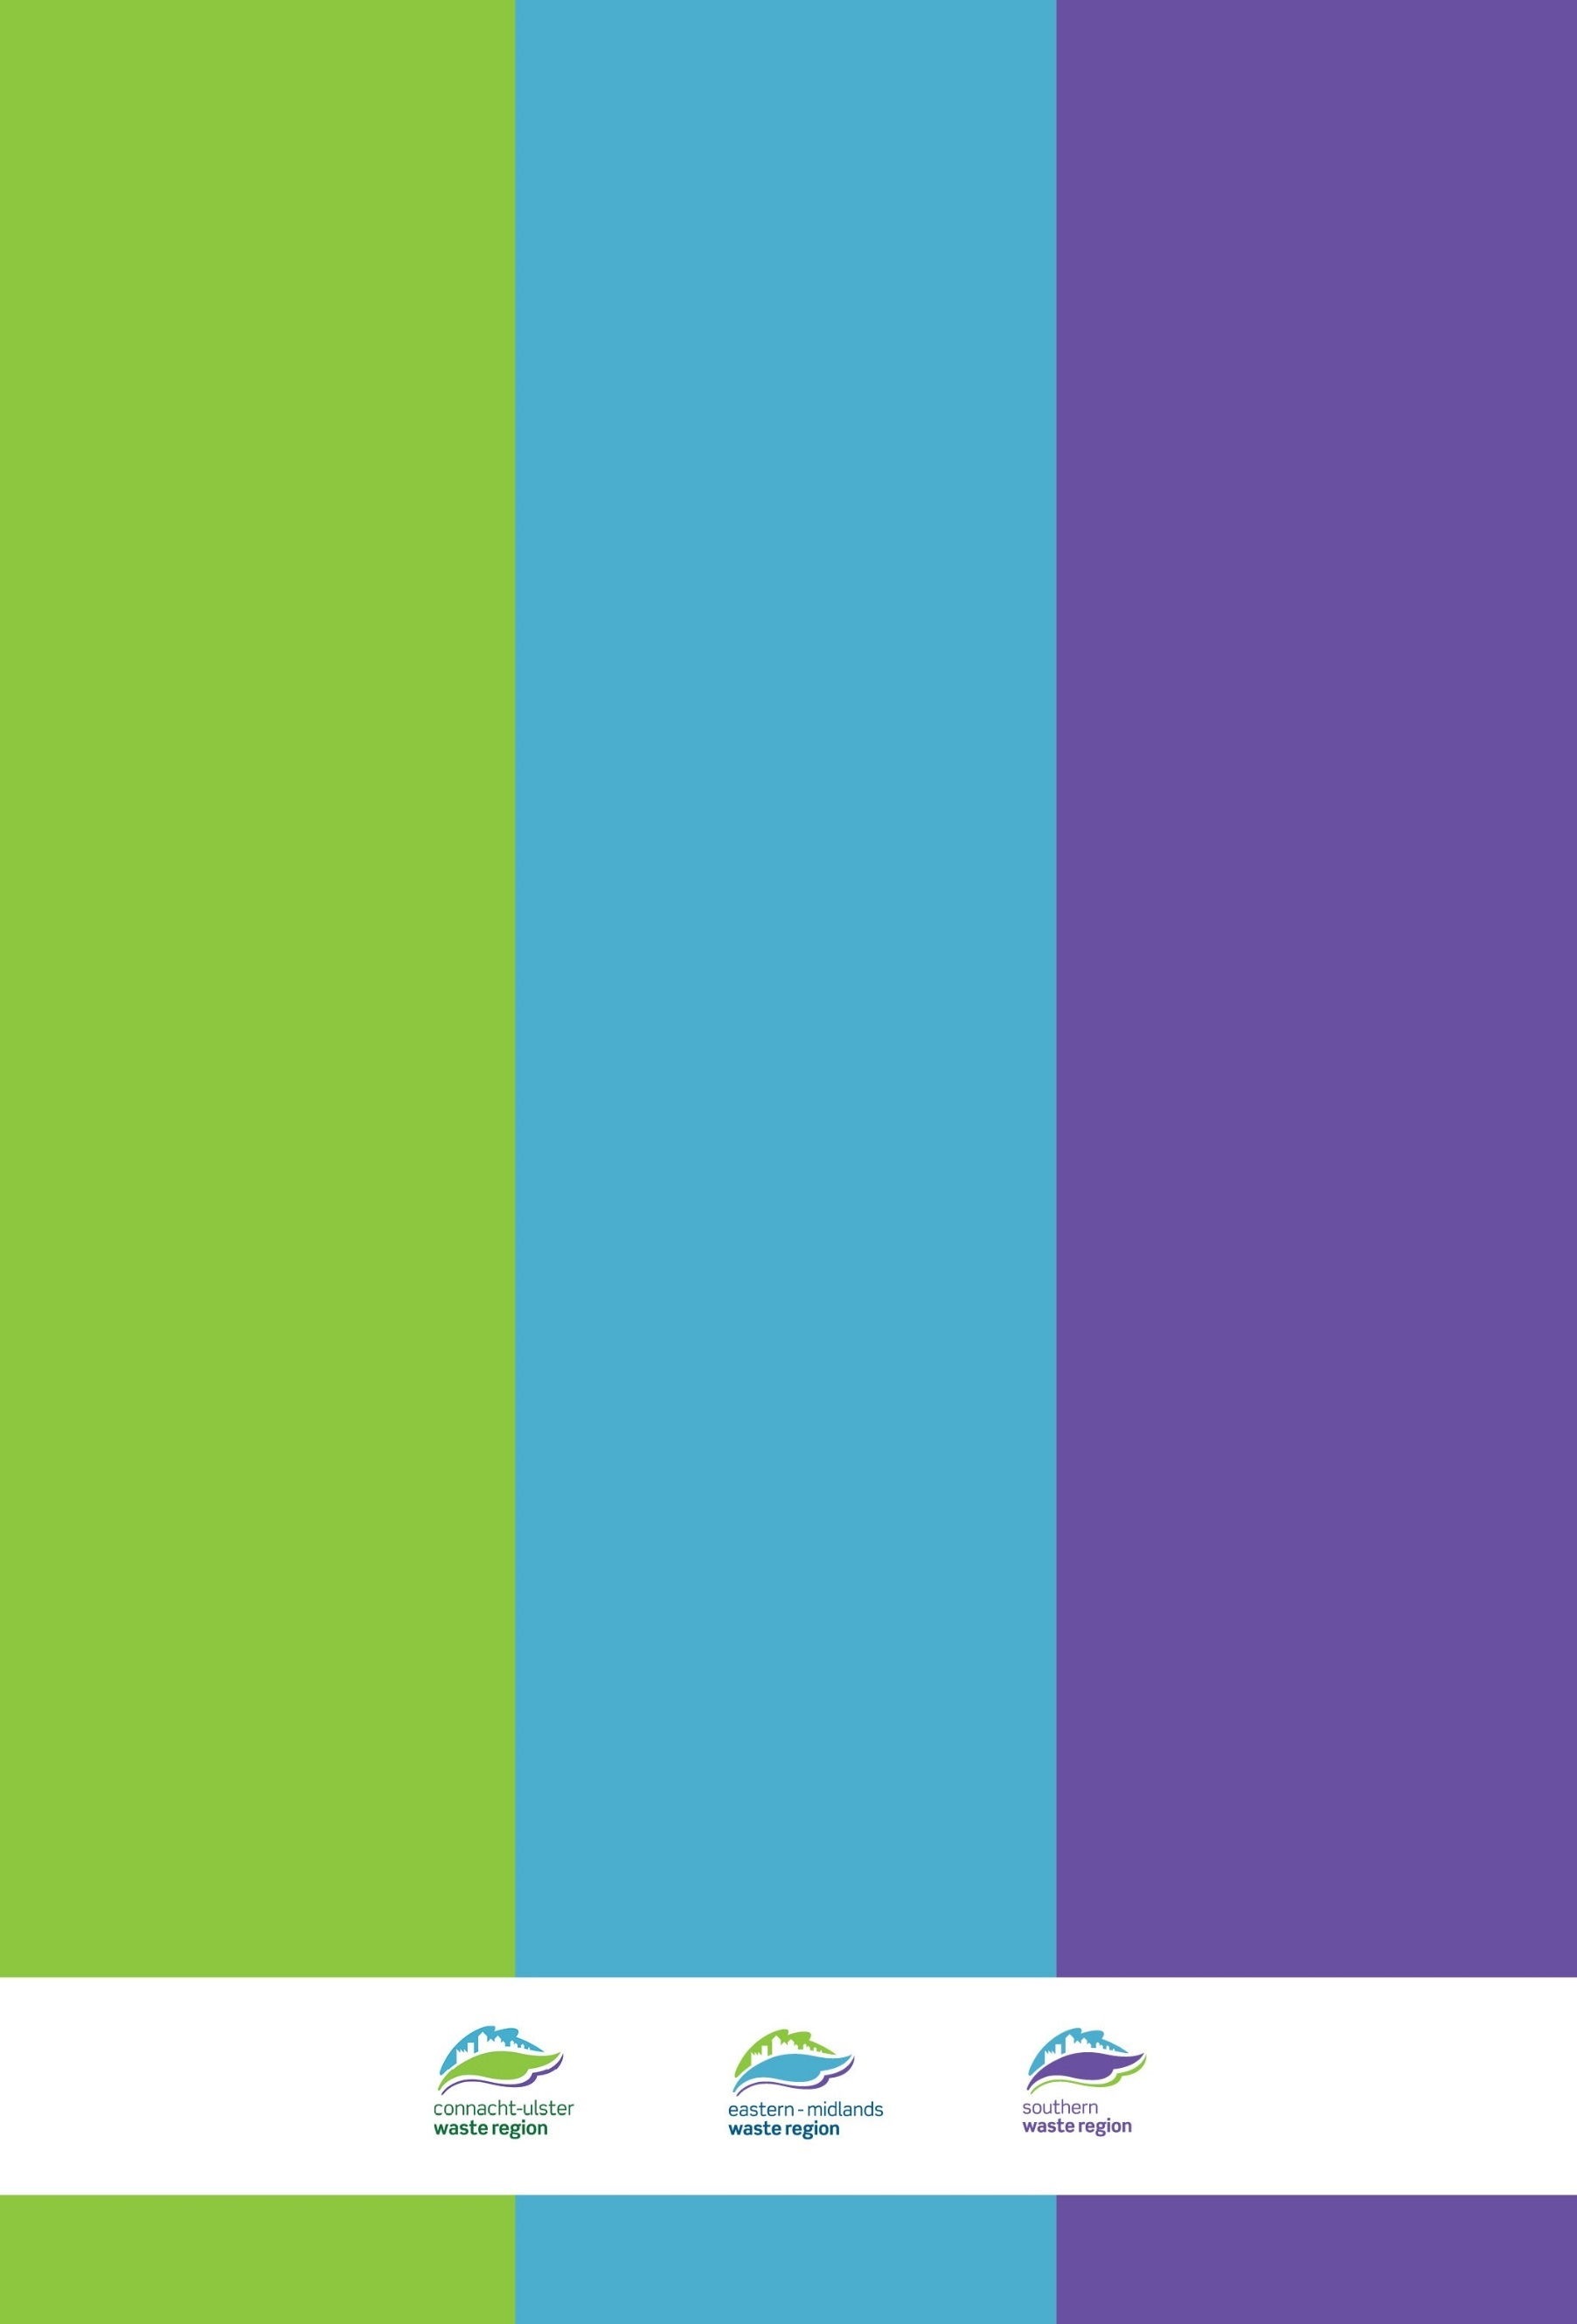 connacht-ulster
waste region
eastern - midlands
waste region
southern
waste region